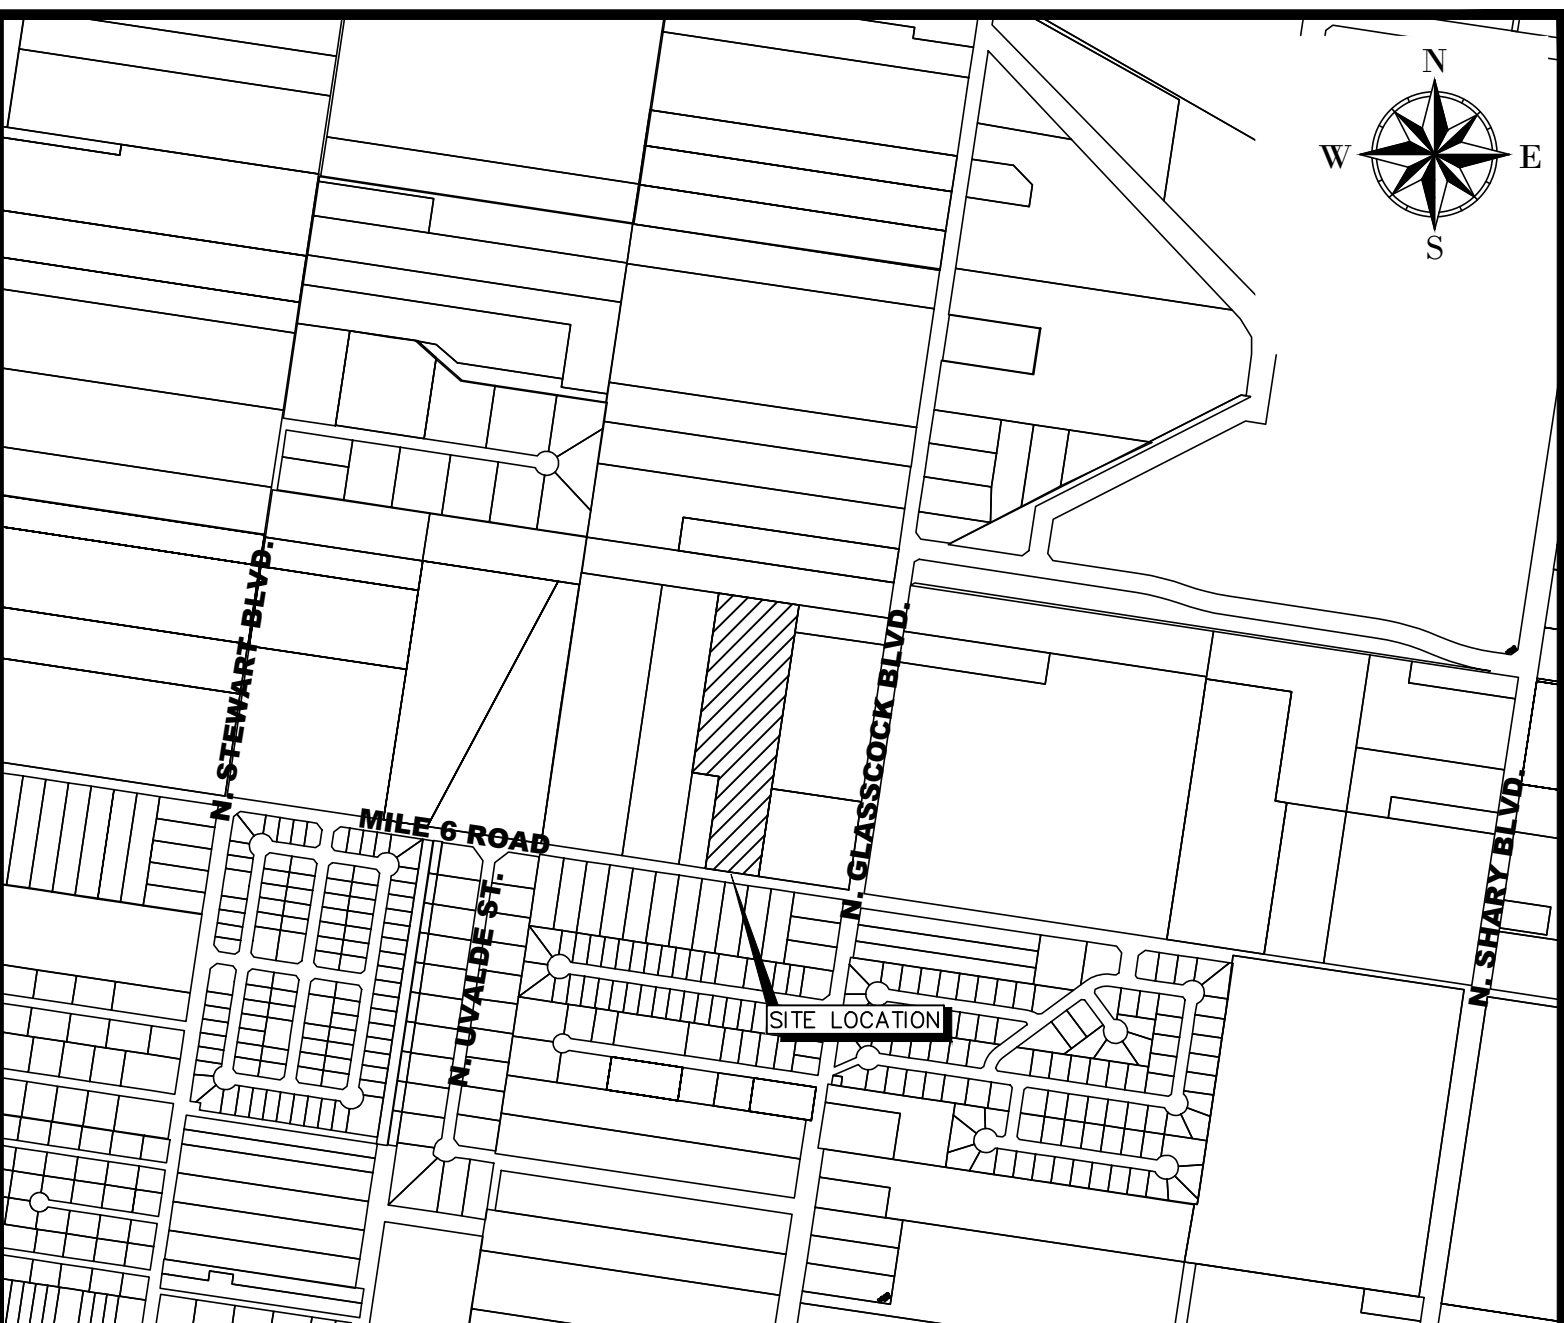 N
W
E
S
N. STEWART BLVD.
N. GLASSCOCK BLVD.
MILE 6 ROAD
N. UVALDE ST.
N. SHARY BLVD.
SITE LOCATION